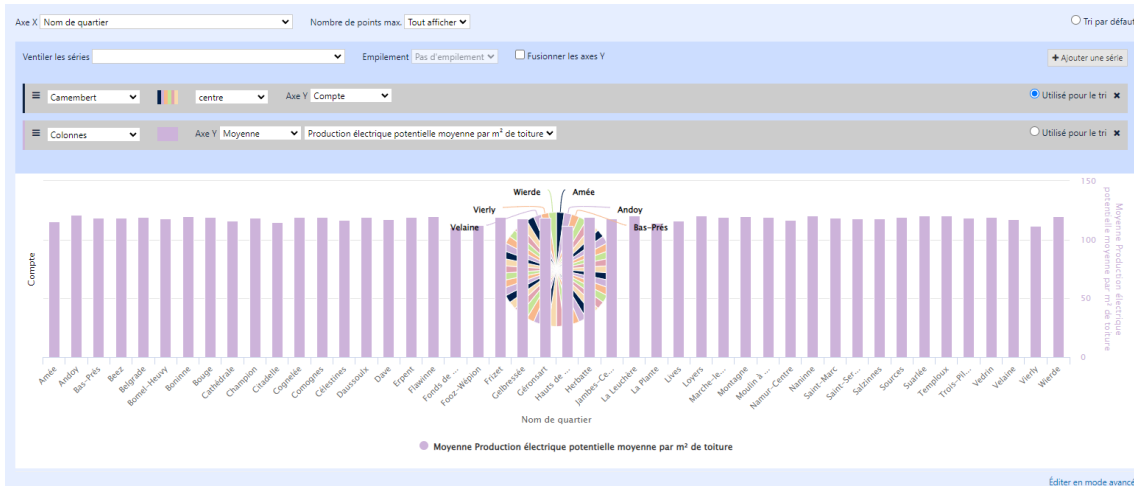 Axe X Nom de quartier Nombre de points max. Tout afficher Tri par défaut
Ventiler les séries Empilement Pas d'empilement Fusionner les axes Y + Ajouter une série
Camembert centre Axe Y Compte Utilisé pour le tri ×
Colonnes Axe Y Moyenne Production électrique potentielle moyenne par m² de toiture Utilisé pour le tri ×
150
100
50
0
Compte
Moyenne Production électrique
potentielle moyenne par m² de toiture
Wierde Amée
Vierly Andoy
Velaine Bas-Prés
Amée
Andoy
Bas-Prés
Beez
Belgrade
Bomel-Heuvy
Boninne
Bouge
Cathédrale
Champion
Citadelle
Cognelée
Comognes
Célestines
Daussoulx
Dave
Erpent
Flawinne
Fonds de ...
Fooz-Wépion
Frizet
Gelbressée
Géronsart
Hauts de ...
Herbatte
Jambes-Ce...
La Leuchère
La Plante
Lives
Loyers
Marche-le...
Montagne
Moulin à ...
Namur-Centre
Naninne
Saint-Marc
Saint-Ser...
Salzinnes
Sources
Suarlée
Temploux
Trois-Pil...
Vedrin
Velaine
Vierly
Wierde
Nom de quartier
Moyenne Production électrique potentielle moyenne par m² de toiture
Éditer en mode avancé